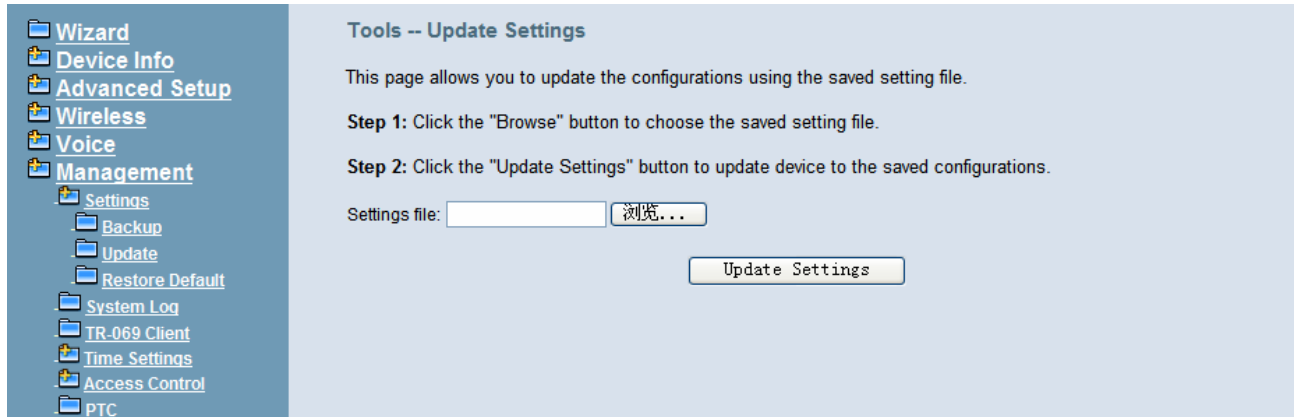 Wizard
Device Info
Advanced Setup
Wireless
Voice
Management
Settings
Backup
Update
Restore Default
System Log
TR-069 Client
Time Settings
Access Control
PTC
Tools -- Update Settings
This page allows you to update the configurations using the saved setting file.
Step 1: Click the "Browse" button to choose the saved setting file.
Step 2: Click the "Update Settings" button to update device to the saved configurations.
Settings file: 浏览...
Update Settings